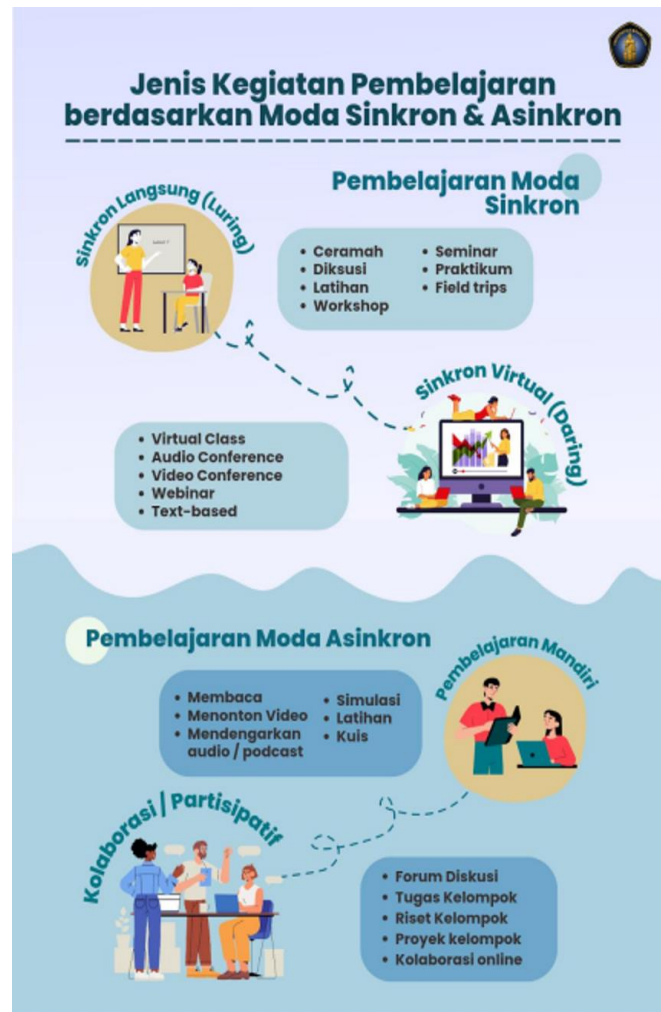 Jenis Kegiatan Pembelajaran
berdasarkan Moda Sinkron & Asinkron
Pembelajaran Moda
Sinkron
Sinkron Langsung (Luring)
• Ceramah
• Diksusi
• Latihan
• Workshop
• Seminar
• Praktikum
• Field trips
Sinkron Virtual (Daring)
• Virtual Class
• Audio Conference
• Video Conference
• Webinar
• Text-based
Pembelajaran Moda Asinkron
Pembelajaran Mandiri
• Membaca
• Menonton Video
• Mendengarkan
audio / podcast
• Simulasi
• Latihan
• Kuis
Kolaborasi / Partisipatif
• Forum Diskusi
• Tugas Kelompok
• Riset Kelompok
• Proyek kelompok
• Kolaborasi online